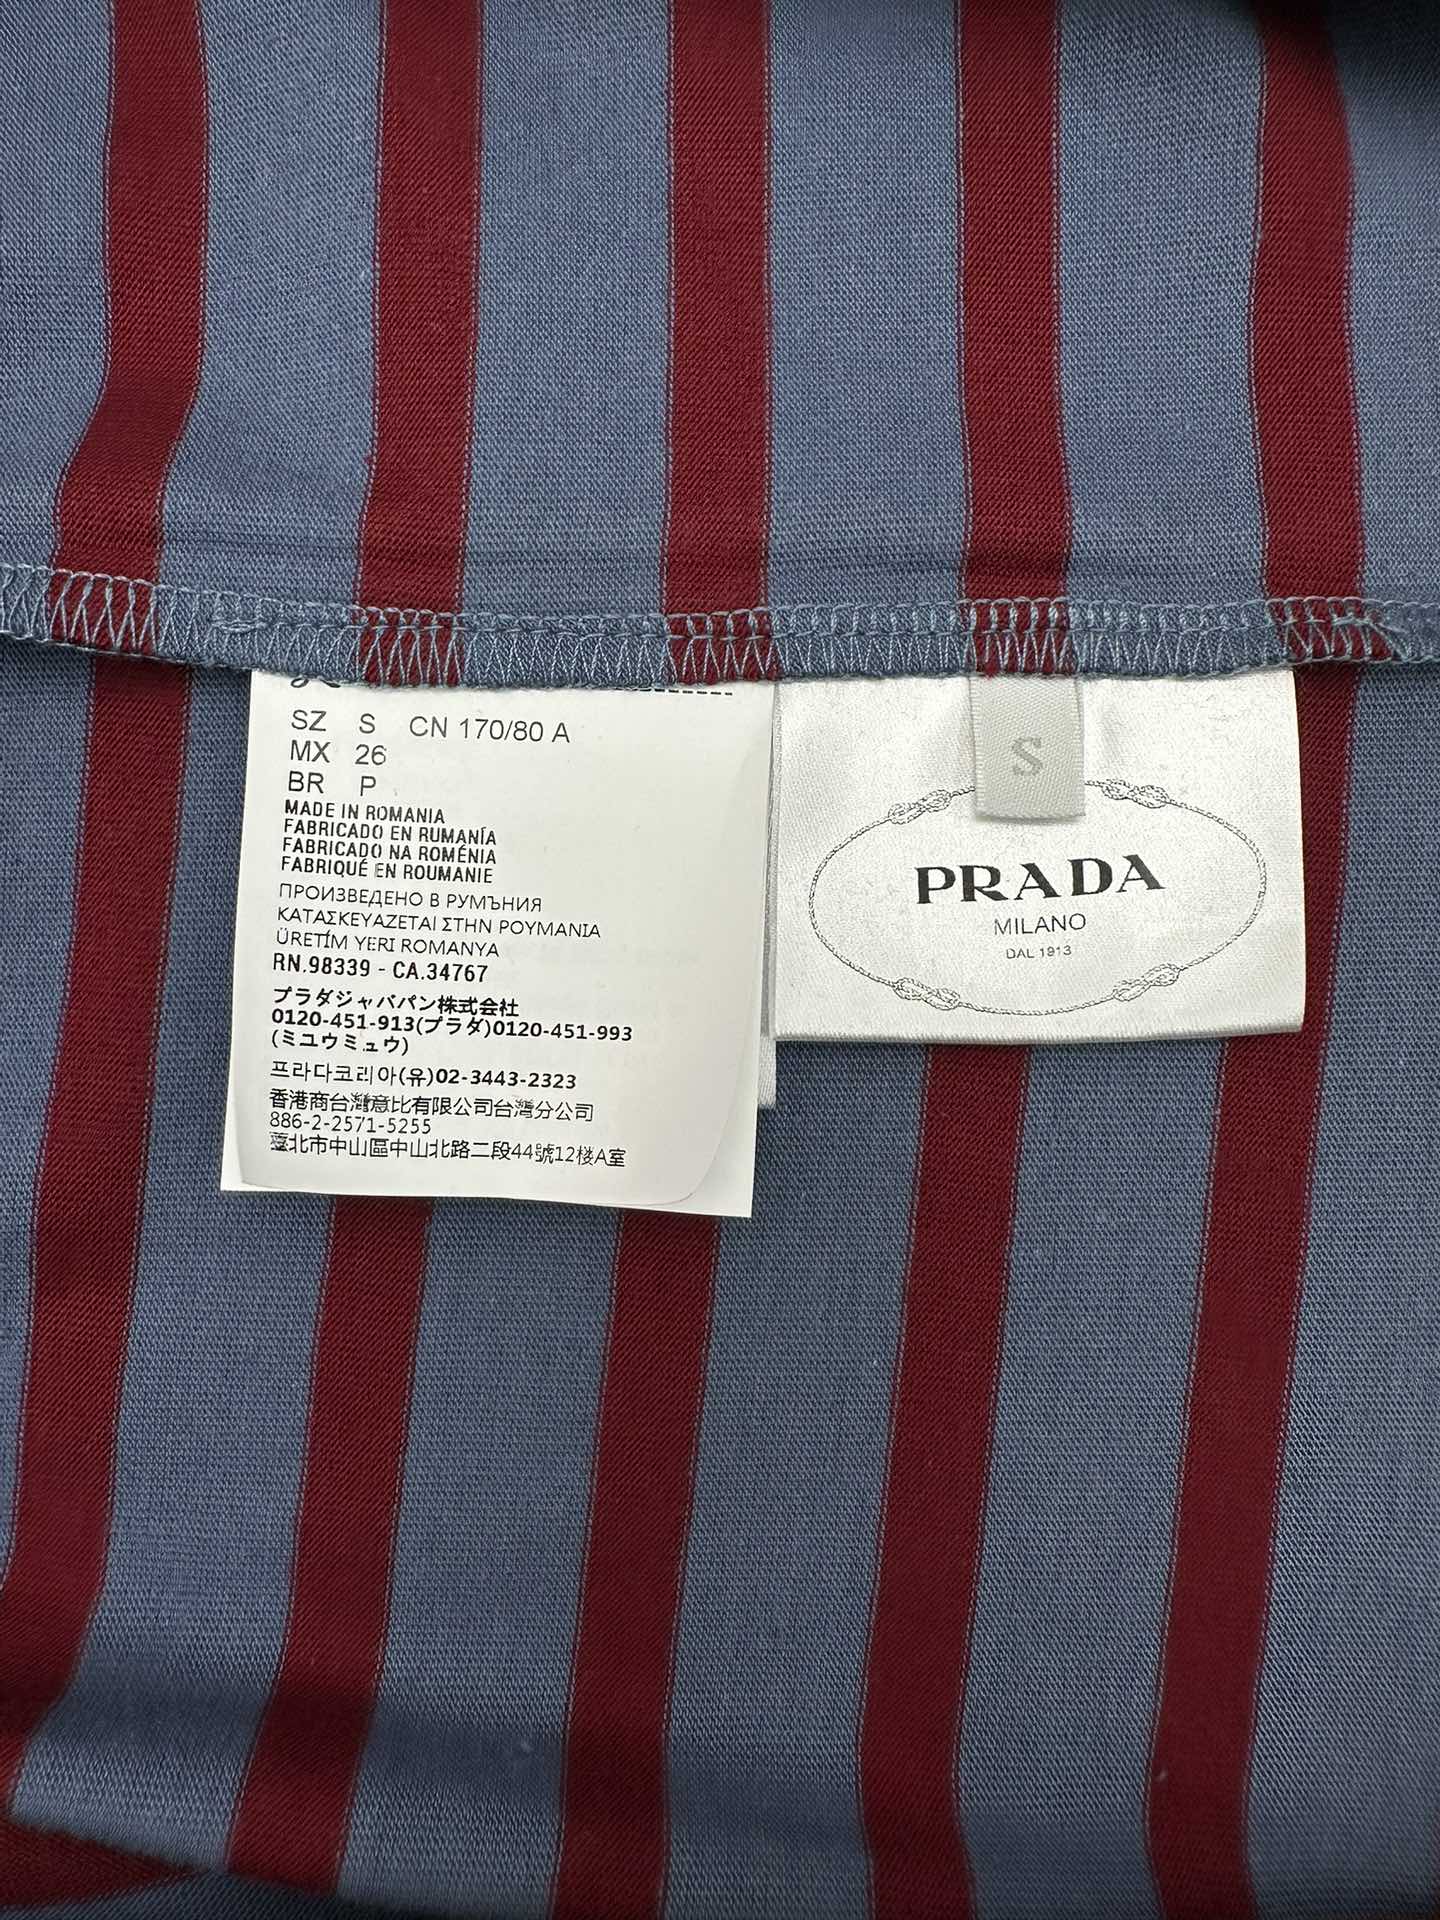 SZ S CN 170/80 A
MX 26
BR P
MADE IN ROMANIA
FABRICADO EN RUMANÍA
FABRICADO NA ROMÉNIA
FABRIQUÉ EN ROUMANIE
ПРОИЗВЕДЕНО В РУМЪНИЯ
ΚΑΤΑΣΚΕΥΑΖΕΤΑΙ ΣΤΗΝ ΡΟΥΜΑΝΙΑ
ÜRETİM YERI ROMANYA
RN.98339 - CA.34767
プラダジャパパン株式会社
0120-451-913(プラダ)0120-451-993
(ミユウミュウ)
프라다코리아(유)02-3443-2323
香港商台灣意比有限公司台灣分公司
886-2-2571-5255
臺北市中山區中山北路二段44號12楼A室
S
PRADA
MILANO
DAL 1913